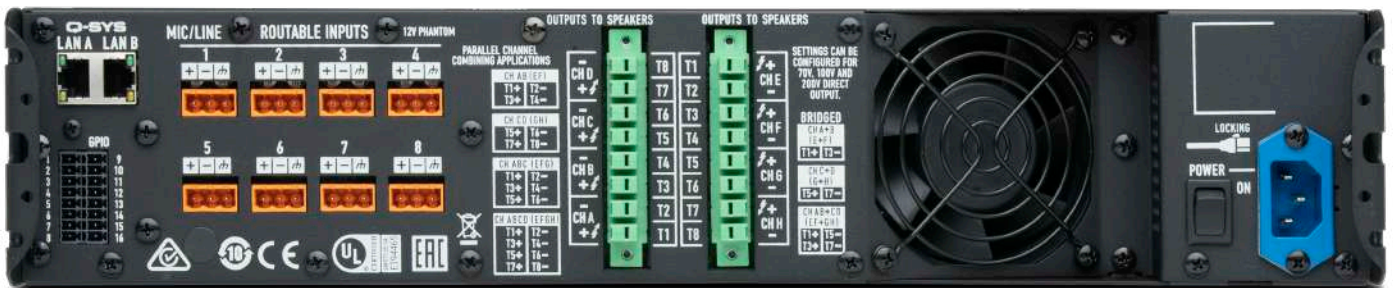 Q-SYS
LAN A LAN B
GPIO
1 9
2 10
3 11
4 12
5 13
6 14
7 15
8 16
MIC/LINE ROUTABLE INPUTS 12V PHANTOM
1 2 3 4
+ − + − + − + −
5 6 7 8
+ − + − + − + −
10 CE UL EAC
CERTIFIED
PARALLEL CHANNEL
COMBINING APPLICATIONS
CH AB (EF)
T1+ T2−
T3+ T4−
CH CD (GH)
T5+ T6−
T7+ T8−
CH ABC (EFG)
T1+ T2−
T3+ T4−
T5+ T6−
CH ABCD (EFGH)
T1+ T2−
T3+ T4−
T5+ T6−
T7+ T8−
OUTPUTS TO SPEAKERS
−
CH D
+
−
CH C
+
−
CH B
+
−
CH A
+
T8
T7
T6
T5
T4
T3
T2
T1
OUTPUTS TO SPEAKERS
T1
T2
T3
T4
T5
T6
T7
T8
+
CH E
−
+
CH F
−
+
CH G
−
+
CH H
−
SETTINGS CAN BE
CONFIGURED FOR
70V, 100V AND
200V DIRECT
OUTPUT.
BRIDGED
CH A+B
(E+F)
T1+ T3−
CH C+D
(G+H)
T5+ T7−
CH AB+CD
(EF+GH)
T1+ T5−
T3+ T7−
LOCKING
POWER
ON